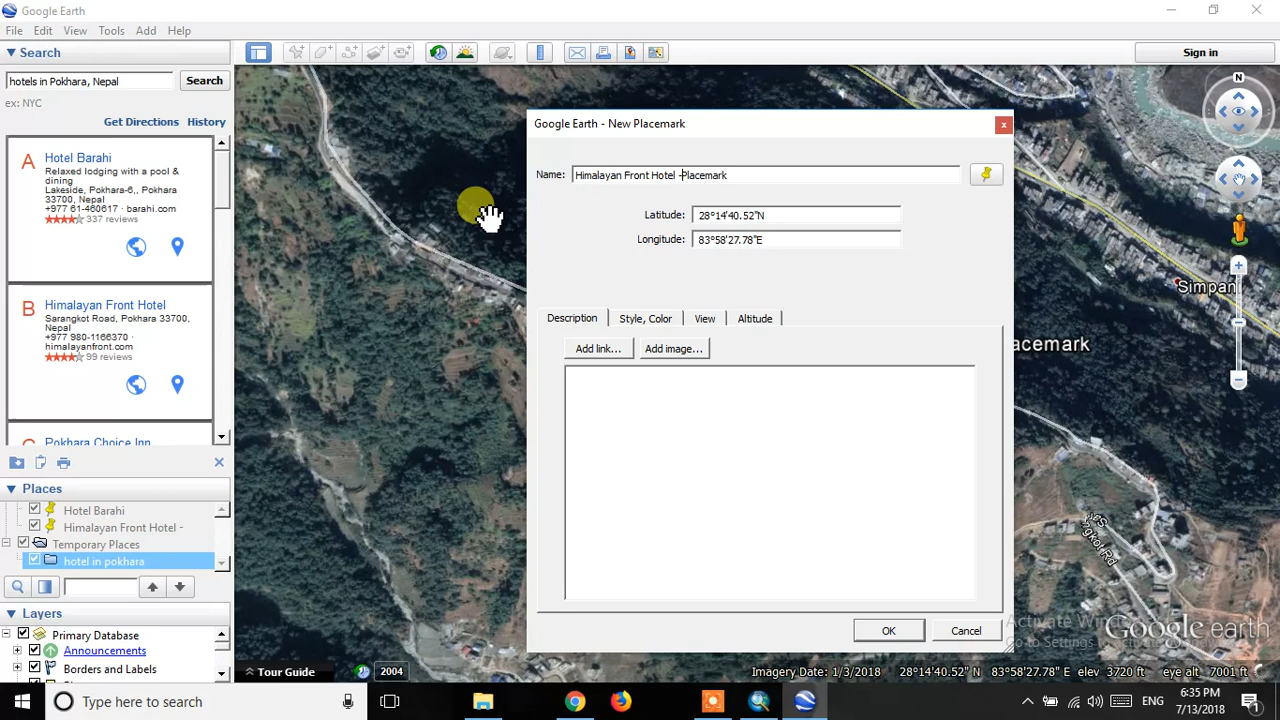 Google Earth
File Edit View Tools Add Help
Search
Sign in
hotels in Pokhara, Nepal
Search
ex: NYC
Get Directions History
A
Hotel Barahi
Relaxed lodging with a pool &
dining
Lakeside, Pokhara-6,, Pokhara
33700, Nepal
+977 61-460617 · barahi.com
337 reviews
B
Himalayan Front Hotel
Sarangkot Road, Pokhara 33700,
Nepal
+977 980-1166370 ·
himalayanfront.com
99 reviews
Pokhara Choice Inn
Places
Hotel Barahi
Himalayan Front Hotel -
Temporary Places
hotel in pokhara
Layers
Primary Database
Announcements
Borders and Labels
Google Earth - New Placemark
x
Name:
Himalayan Front Hotel -Placemark
Latitude:
28°14'40.52"N
Longitude:
83°58'27.78"E
Description
Style, Color
View
Altitude
Add link...
Add image...
OK
Cancel
N
Simpan
acemark
Activate Wind
Go to Settings
Google earth
Tour Guide
2004
Imagery Date: 1/3/2018 28°14'40.52" N 83°58'27.78" E elev 3720 ft eye alt 7001 ft
Type here to search
ENG
6:35 PM
7/13/2018
1